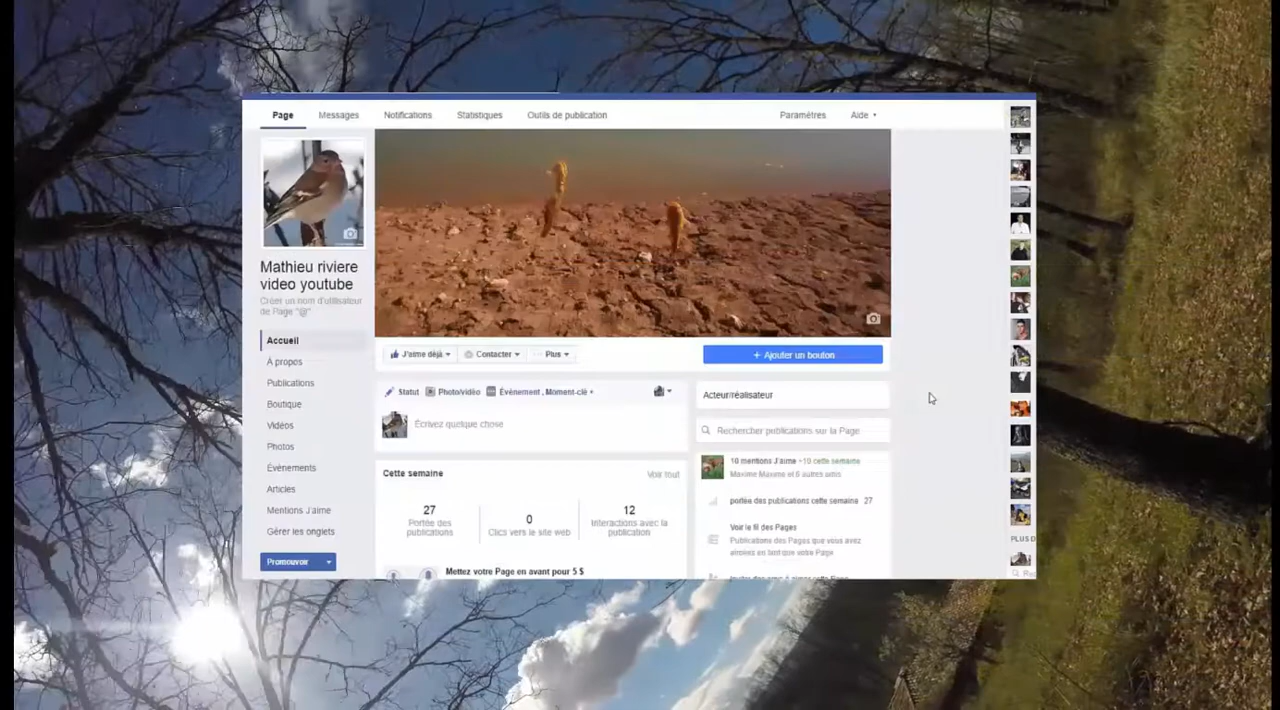 Page Messages Notifications Statistiques Outils de publication Paramètres Aide
Mathieu riviere
video youtube
Créer un nom d'utilisateur
de Page "@"
Accueil
À propos
Publications
Boutique
Vidéos
Photos
Évènements
Articles
Mentions J'aime
Gérer les onglets
Promouvoir
J'aime déjà Contacter Plus
+ Ajouter un bouton
Statut Photo/vidéo Évènement , Moment-clé +
Écrivez quelque chose
Cette semaine Voir tout
27
Portée des
publications
0
Clics vers le site web
12
Interactions avec la
publication
Mettez votre Page en avant pour 5 $
Acteur/réalisateur
Rechercher publications sur la Page
10 mentions J'aime +10 cette semaine
Maxime Maxime et 6 autres amis
portée des publications cette semaine 27
Voir le fil des Pages
Publications des Pages que vous avez
aimées en tant que votre Page
PLUS D